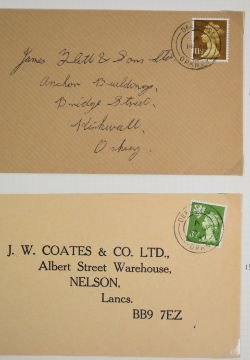 James Flett & Sons Ltd
Anchor Buildings,
Bridge Street,
Kirkwall,
Orkney
J. W. COATES & CO. LTD.,
Albert Street Warehouse,
NELSON,
Lancs.
BB9 7EZ